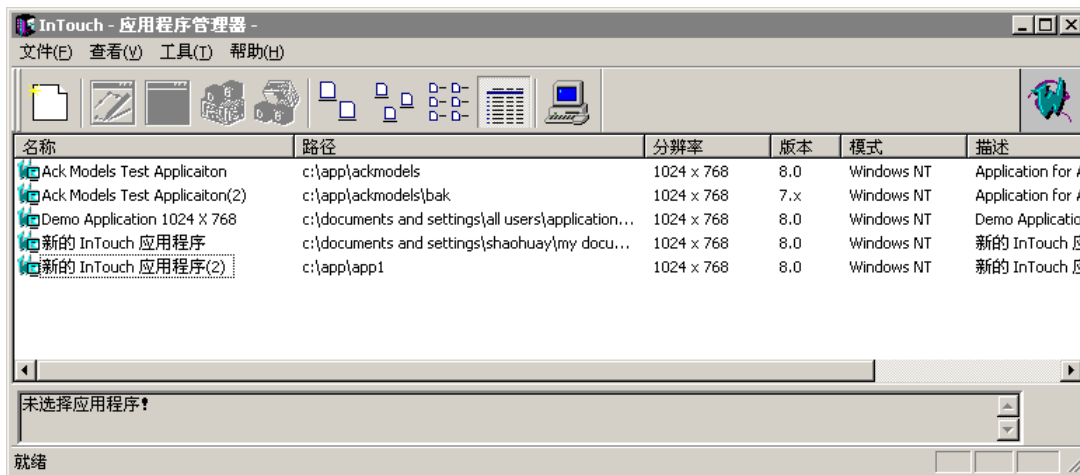 InTouch - 应用程序管理器 -
文件(F) 查看(V) 工具(T) 帮助(H)
名称 路径 分辨率 版本 模式 描述
Ack Models Test Applicaiton c:\app\ackmodels 1024 x 768 8.0 Windows NT Application for A
Ack Models Test Applicaiton(2) c:\app\ackmodels\bak 1024 x 768 7.x Windows NT Application for A
Demo Application 1024 X 768 c:\documents and settings\all users\application... 1024 x 768 8.0 Windows NT Demo Applicatio
新的 InTouch 应用程序 c:\documents and settings\shaohuay\my docu... 1024 x 768 8.0 Windows NT 新的 InTouch 应
新的 InTouch 应用程序(2) c:\app\app1 1024 x 768 8.0 Windows NT 新的 InTouch 应
未选择应用程序!
就绪